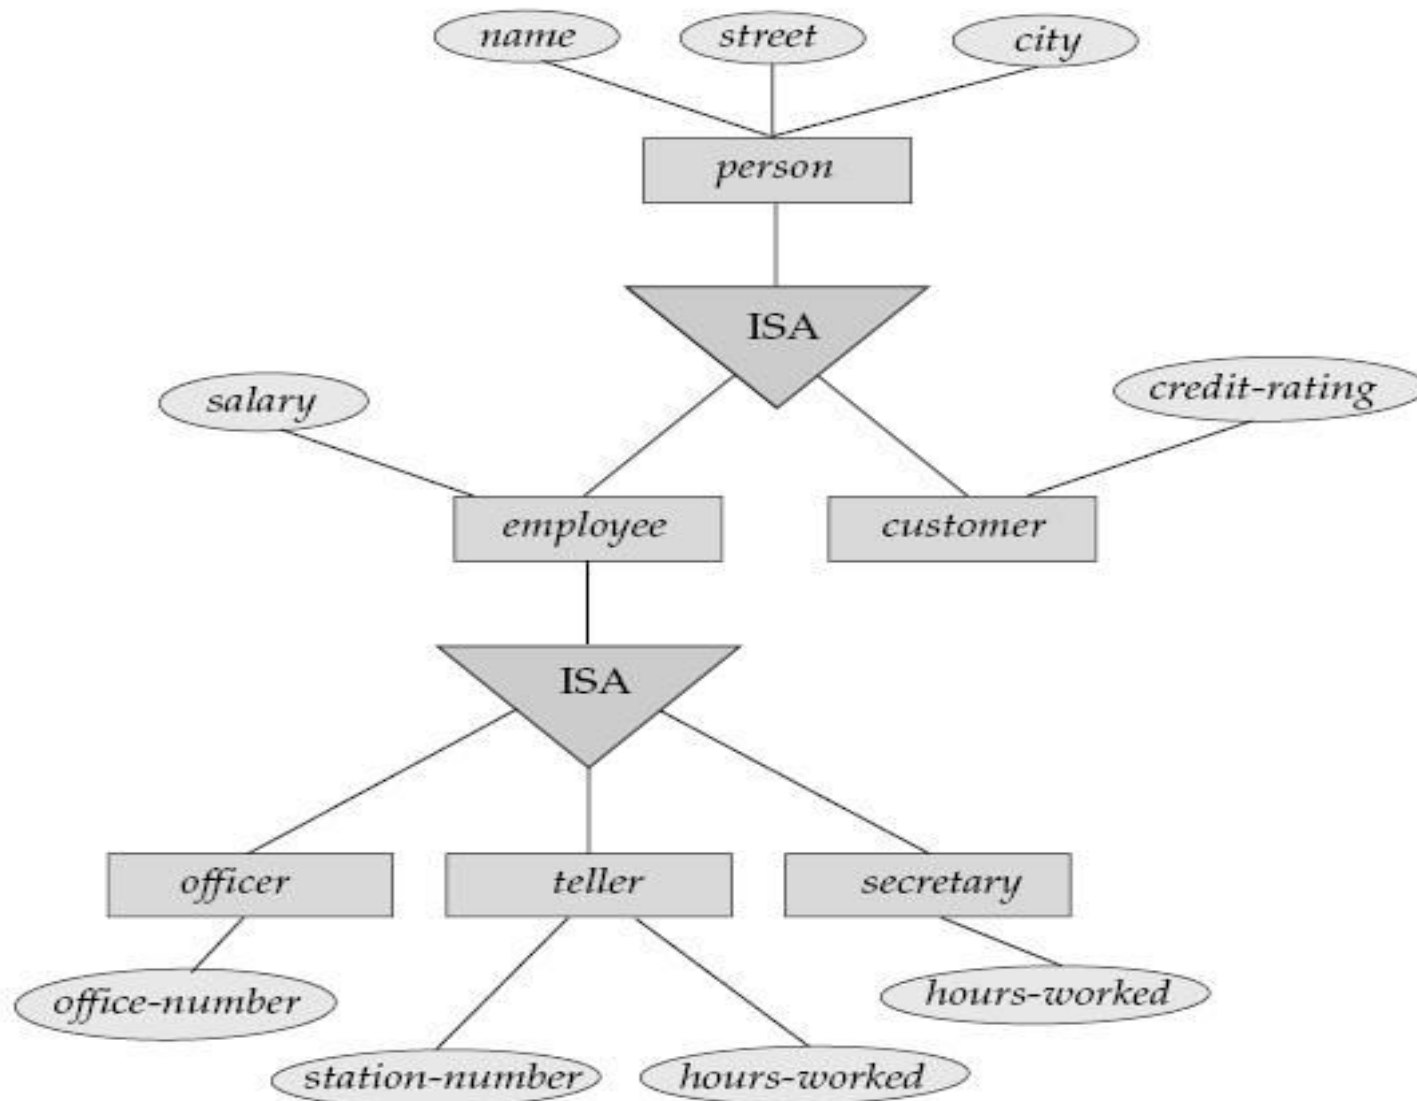 name
street
city
person
ISA
salary
credit-rating
employee
customer
ISA
officer
teller
secretary
office-number
hours-worked
station-number
hours-worked